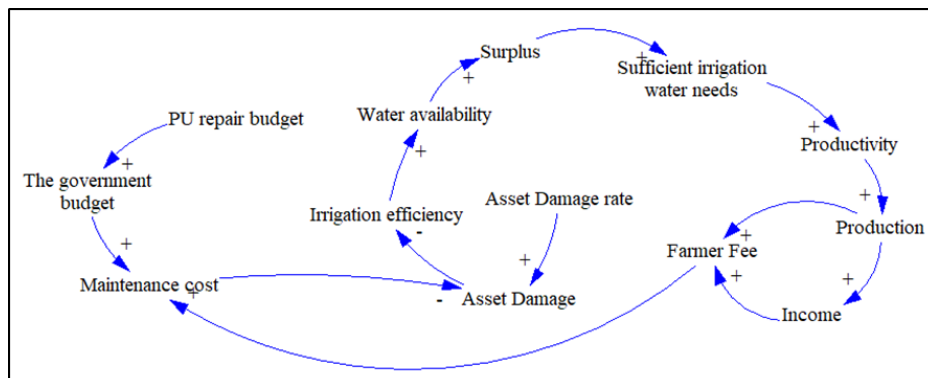 Surplus
+
Sufficient irrigation
water needs
+
PU repair budget
Water availability
+
+
Productivity
+
The government
budget
+
Irrigation efficiency
-
Asset Damage rate
+
Production
+
Farmer Fee
+
+
+
Maintenance cost
+
-
Asset Damage
+
Income